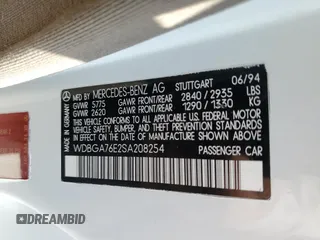 MADE IN GERMANY
MFD BY MERCEDES-BENZ AG STUTTGART 06/94
GVWR 5775 GAWR FRONT/REAR 2840/2935 LBS
GVWR 2620 GAWR FRONT/REAR 1290/1330 KG
THIS VEHICLE CONFORMS TO ALL APPLICABLE U.S. FEDERAL MOTOR
VEHICLE SAFETY, BUMPER, AND THEFT PREVENTION STANDARDS
IN EFFECT ON THE DATE OF MANUFACTURE SHOWN ABOVE.
WDBGA76E2SA208254 PASSENGER CAR
DREAMBID